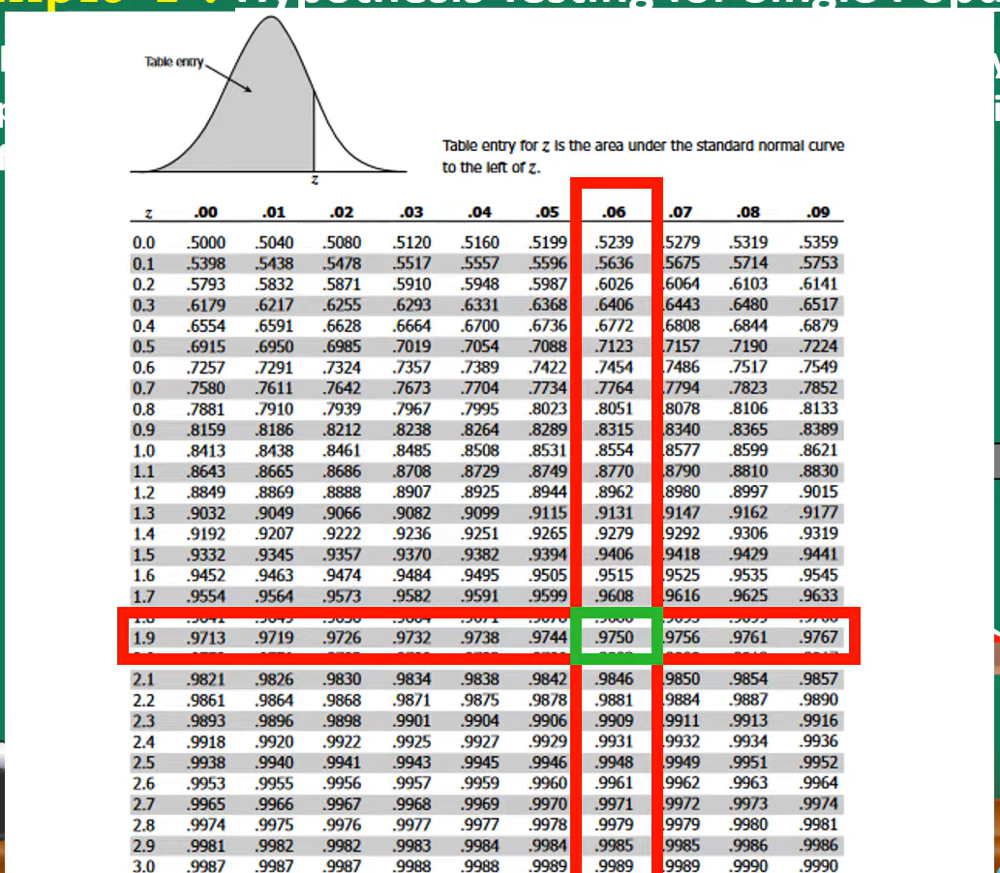 Hypothesis Testing for Single
Table entry
z
Table entry for z is the area under the standard normal curve
to the left of z.
z .00 .01 .02 .03 .04 .05 .06 .07 .08 .09
0.0 .5000 .5040 .5080 .5120 .5160 .5199 .5239 .5279 .5319 .5359
0.1 .5398 .5438 .5478 .5517 .5557 .5596 .5636 .5675 .5714 .5753
0.2 .5793 .5832 .5871 .5910 .5948 .5987 .6026 .6064 .6103 .6141
0.3 .6179 .6217 .6255 .6293 .6331 .6368 .6406 .6443 .6480 .6517
0.4 .6554 .6591 .6628 .6664 .6700 .6736 .6772 .6808 .6844 .6879
0.5 .6915 .6950 .6985 .7019 .7054 .7088 .7123 .7157 .7190 .7224
0.6 .7257 .7291 .7324 .7357 .7389 .7422 .7454 .7486 .7517 .7549
0.7 .7580 .7611 .7642 .7673 .7704 .7734 .7764 .7794 .7823 .7852
0.8 .7881 .7910 .7939 .7967 .7995 .8023 .8051 .8078 .8106 .8133
0.9 .8159 .8186 .8212 .8238 .8264 .8289 .8315 .8340 .8365 .8389
1.0 .8413 .8438 .8461 .8485 .8508 .8531 .8554 .8577 .8599 .8621
1.1 .8643 .8665 .8686 .8708 .8729 .8749 .8770 .8790 .8810 .8830
1.2 .8849 .8869 .8888 .8907 .8925 .8944 .8962 .8980 .8997 .9015
1.3 .9032 .9049 .9066 .9082 .9099 .9115 .9131 .9147 .9162 .9177
1.4 .9192 .9207 .9222 .9236 .9251 .9265 .9279 .9292 .9306 .9319
1.5 .9332 .9345 .9357 .9370 .9382 .9394 .9406 .9418 .9429 .9441
1.6 .9452 .9463 .9474 .9484 .9495 .9505 .9515 .9525 .9535 .9545
1.7 .9554 .9564 .9573 .9582 .9591 .9599 .9608 .9616 .9625 .9633
1.9 .9713 .9719 .9726 .9732 .9738 .9744 .9750 .9756 .9761 .9767
2.1 .9821 .9826 .9830 .9834 .9838 .9842 .9846 .9850 .9854 .9857
2.2 .9861 .9864 .9868 .9871 .9875 .9878 .9881 .9884 .9887 .9890
2.3 .9893 .9896 .9898 .9901 .9904 .9906 .9909 .9911 .9913 .9916
2.4 .9918 .9920 .9922 .9925 .9927 .9929 .9931 .9932 .9934 .9936
2.5 .9938 .9940 .9941 .9943 .9945 .9946 .9948 .9949 .9951 .9952
2.6 .9953 .9955 .9956 .9957 .9959 .9960 .9961 .9962 .9963 .9964
2.7 .9965 .9966 .9967 .9968 .9969 .9970 .9971 .9972 .9973 .9974
2.8 .9974 .9975 .9976 .9977 .9977 .9978 .9979 .9979 .9980 .9981
2.9 .9981 .9982 .9982 .9983 .9984 .9984 .9985 .9985 .9986 .9986
3.0 .9987 .9987 .9987 .9988 .9988 .9989 .9989 .9989 .9990 .9990